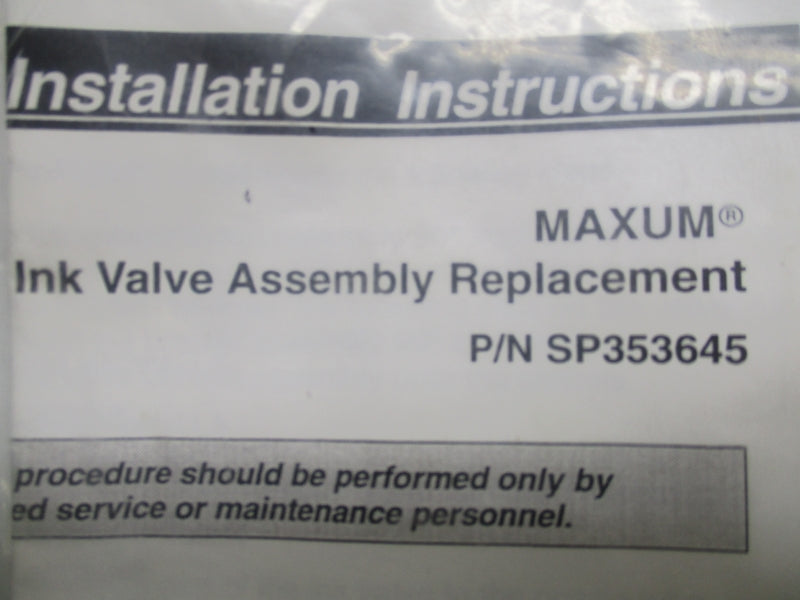 Installation Instructions
MAXUM®
Ink Valve Assembly Replacement
P/N SP353645
procedure should be performed only by
ed service or maintenance personnel.